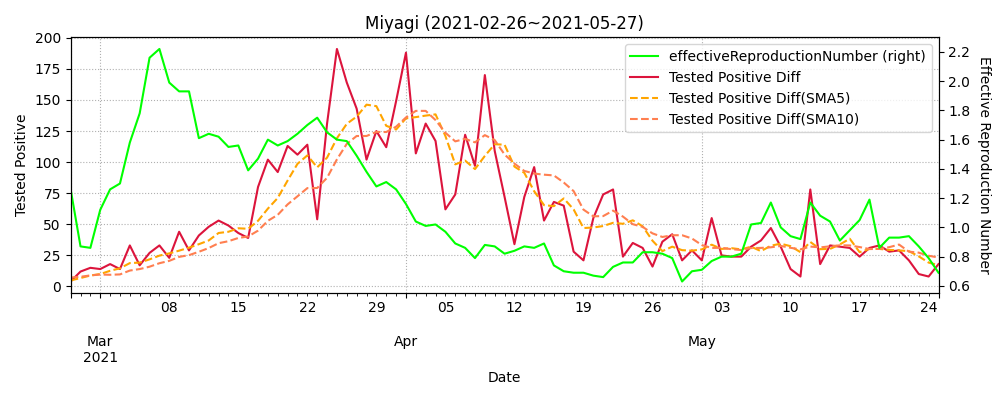 Miyagi (2021-02-26~2021-05-27)
effectiveReproductionNumber (right)
Tested Positive Diff
Tested Positive Diff(SMA5)
Tested Positive Diff(SMA10)
Tested Positive
200
175
150
125
100
75
50
25
0
2.2
2.0
1.8
1.6
1.4
1.2
1.0
0.8
0.6
Effective Reproduction Number
08 15 22 29 05 12 19 26 03 10 17 24
Mar Apr May
2021
Date